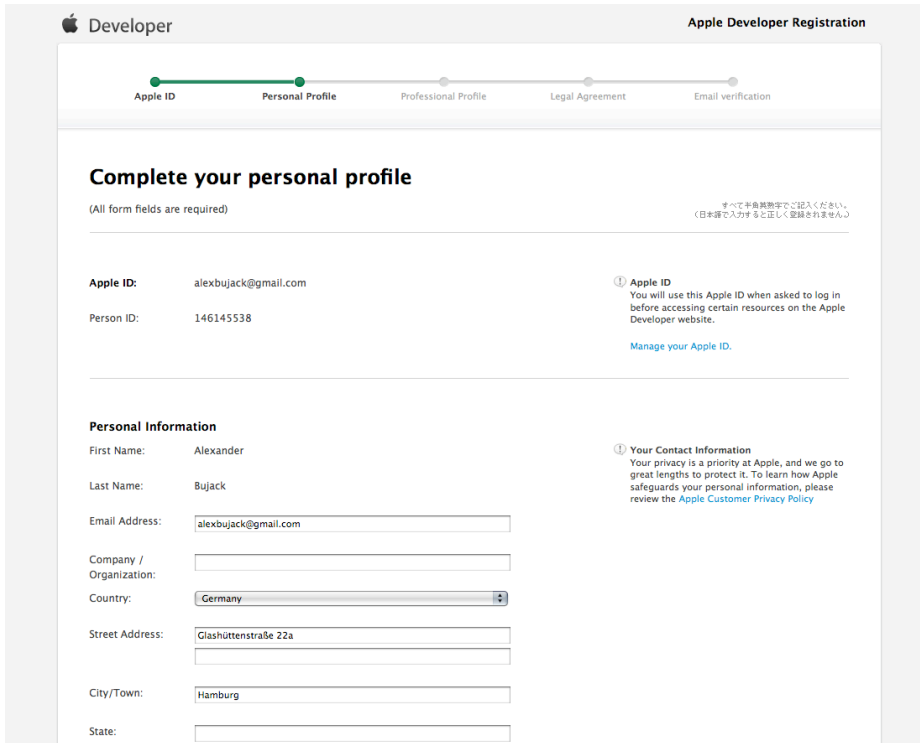 Developer
Apple Developer Registration
Apple ID
Personal Profile
Professional Profile
Legal Agreement
Email verification
Complete your personal profile
(All form fields are required)
すべて半角英数字でご記入ください。
（日本語で入力すると正しく登録されません。）
Apple ID:
alexbujack@gmail.com
Person ID:
146145538
Apple ID
You will use this Apple ID when asked to log in
before accessing certain resources on the Apple
Developer website.
Manage your Apple ID.
Personal Information
First Name:
Alexander
Last Name:
Bujack
Email Address:
alexbujack@gmail.com
Company /
Organization:
Country:
Germany
Street Address:
Glashüttenstraße 22a
City/Town:
Hamburg
State:
Your Contact Information
Your privacy is a priority at Apple, and we go to
great lengths to protect it. To learn how Apple
safeguards your personal information, please
review the Apple Customer Privacy Policy